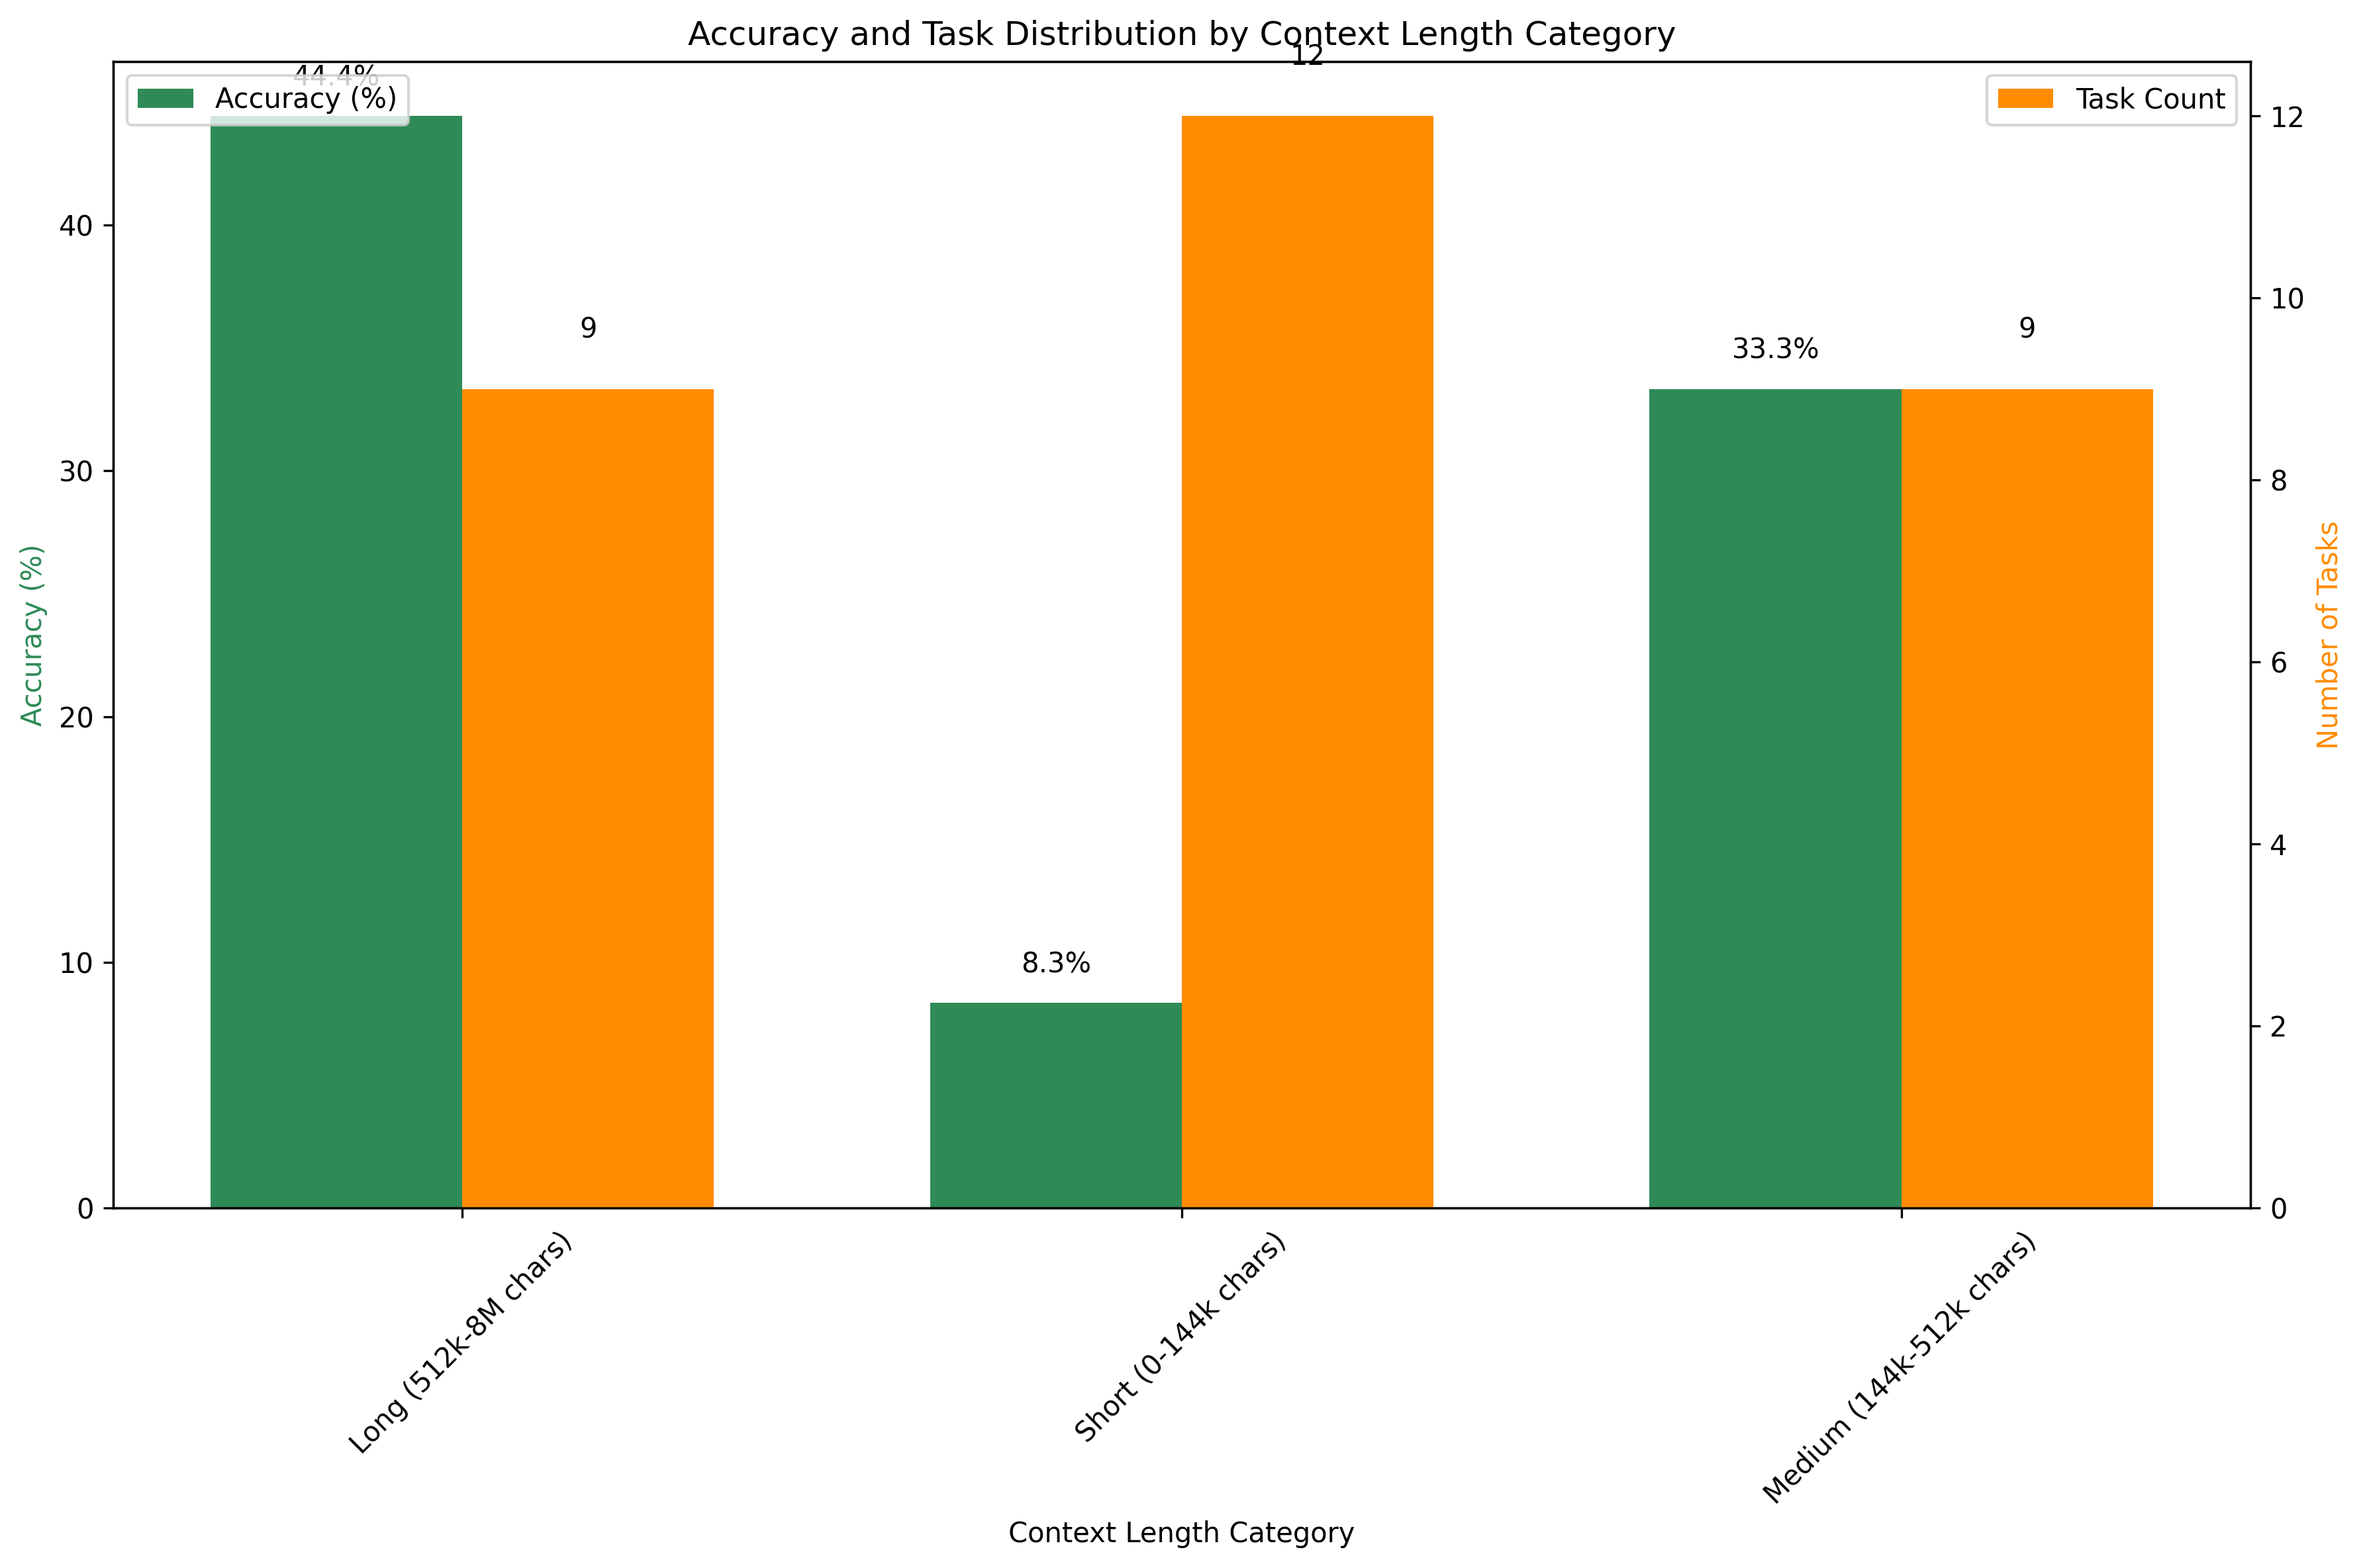 Accuracy and Task Distribution by Context Length Category
44.4%
12
Accuracy (%)
Task Count
9
33.3%
9
8.3%
40
30
20
10
0
Accuracy (%)
12
10
8
6
4
2
0
Number of Tasks
Long (512k-8M chars)
Short (0-144k chars)
Medium (144k-512k chars)
Context Length Category